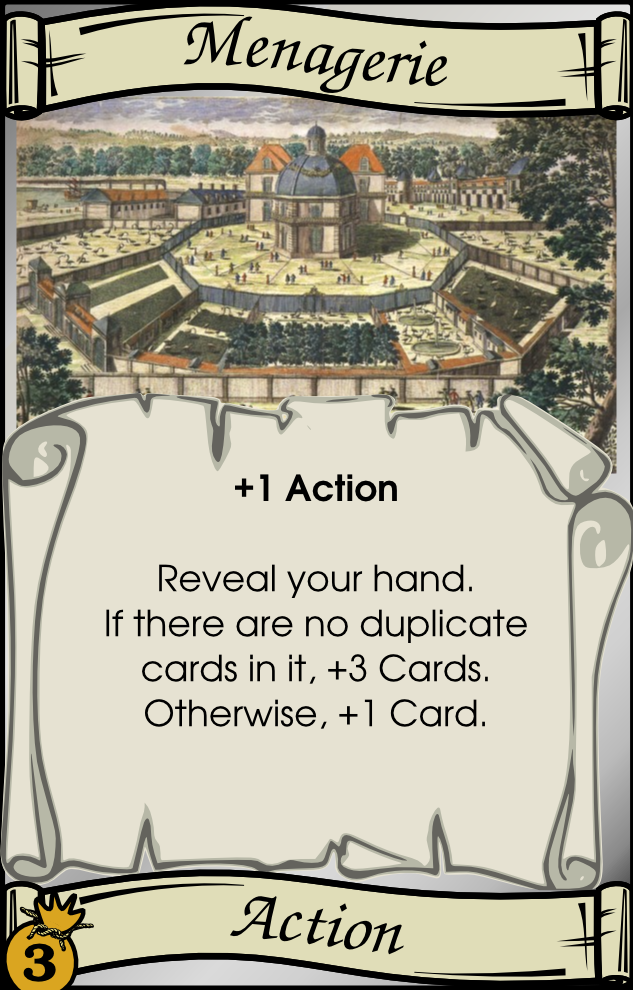 Menagerie
+1 Action
Reveal your hand.
If there are no duplicate
cards in it, +3 Cards.
Otherwise, +1 Card.
Action
3